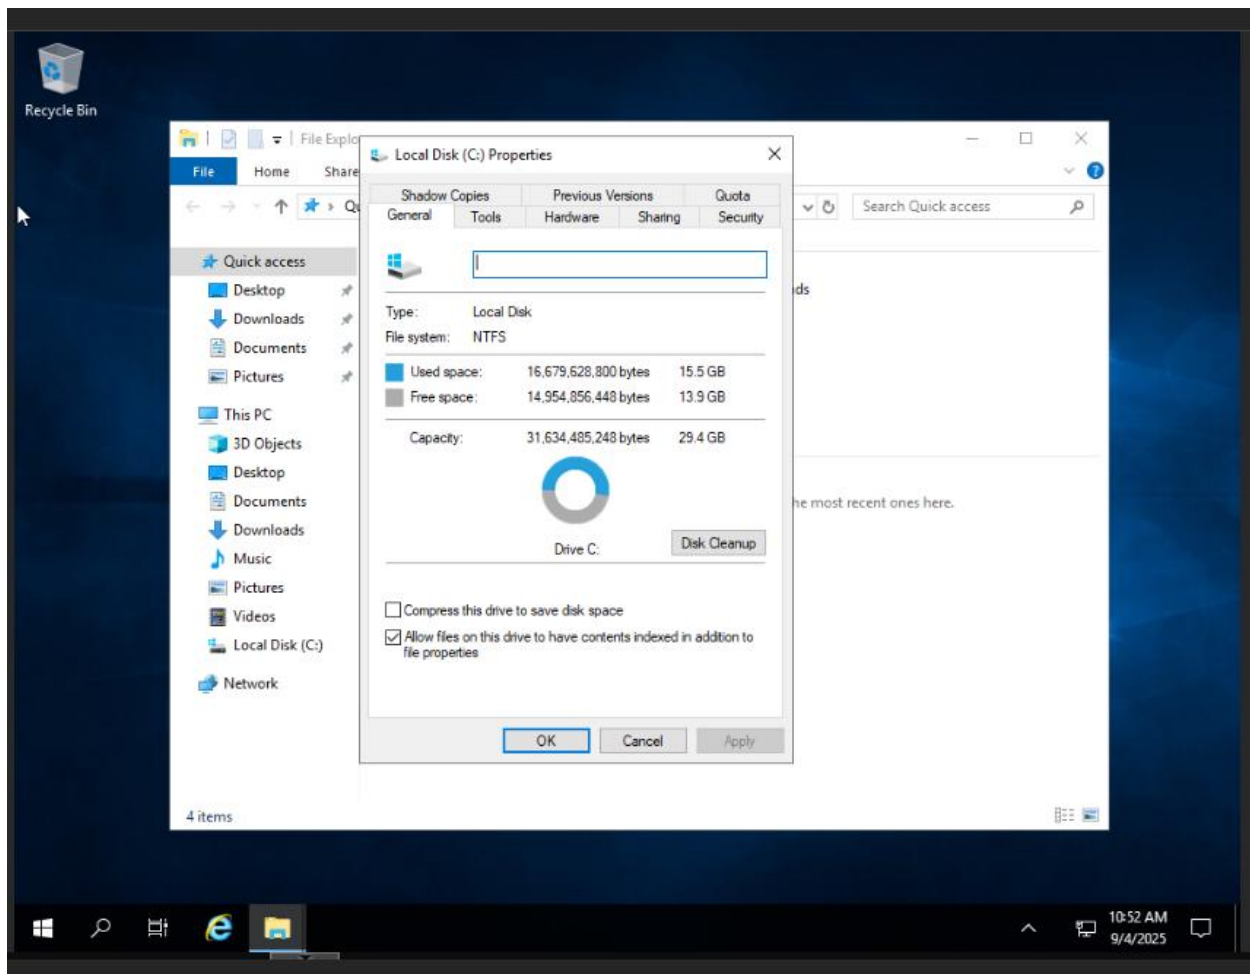 Recycle Bin
File Explo
File Home Share
Qu
Search Quick access
Quick access
Desktop
Downloads
Documents
Pictures
This PC
3D Objects
Desktop
Documents
Downloads
Music
Pictures
Videos
Local Disk (C:)
Network
4 items
Local Disk (C:) Properties
Shadow Copies Previous Versions Quota
General Tools Hardware Sharing Security
Type: Local Disk
File system: NTFS
Used space: 16,679,628,800 bytes 15.5 GB
Free space: 14,954,856,448 bytes 13.9 GB
Capacity: 31,634,485,248 bytes 29.4 GB
Drive C:
Disk Cleanup
Compress this drive to save disk space
Allow files on this drive to have contents indexed in addition to
file properties
OK Cancel Apply
ds
he most recent ones here.
10:52 AM
9/4/2025